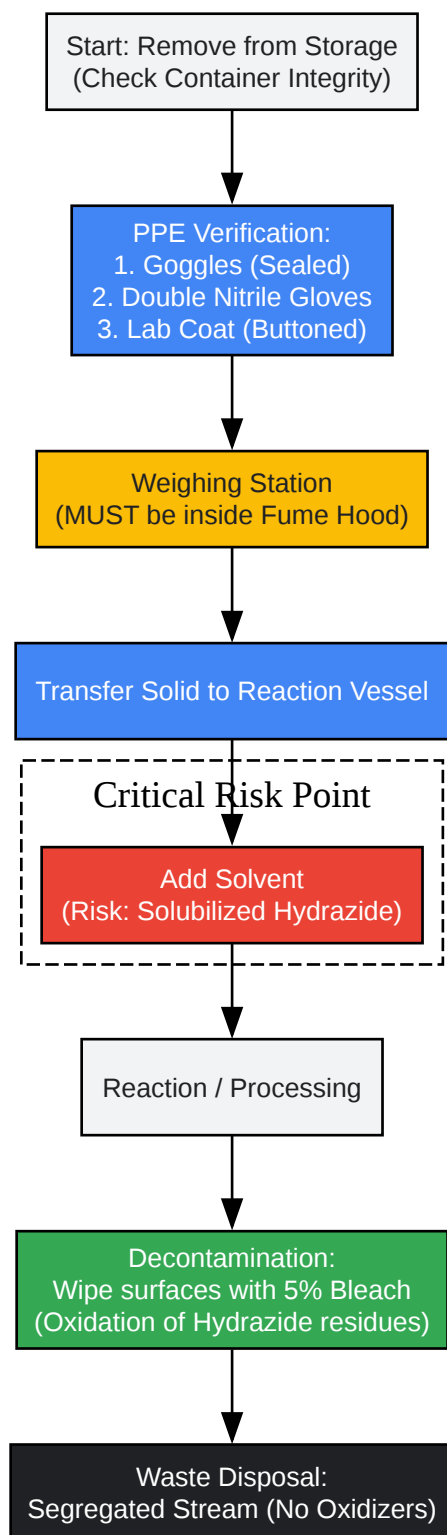 Start: Remove from Storage
(Check Container Integrity)
PPE Verification:
1. Goggles (Sealed)
2. Double Nitrile Gloves
3. Lab Coat (Buttoned)
Weighing Station
(MUST be inside Fume Hood)
Transfer Solid to Reaction Vessel
Critical Risk Point
Add Solvent
(Risk: Solubilized Hydrazide)
Reaction / Processing
Decontamination:
Wipe surfaces with 5% Bleach
(Oxidation of Hydrazide residues)
Waste Disposal:
Segregated Stream (No Oxidizers)